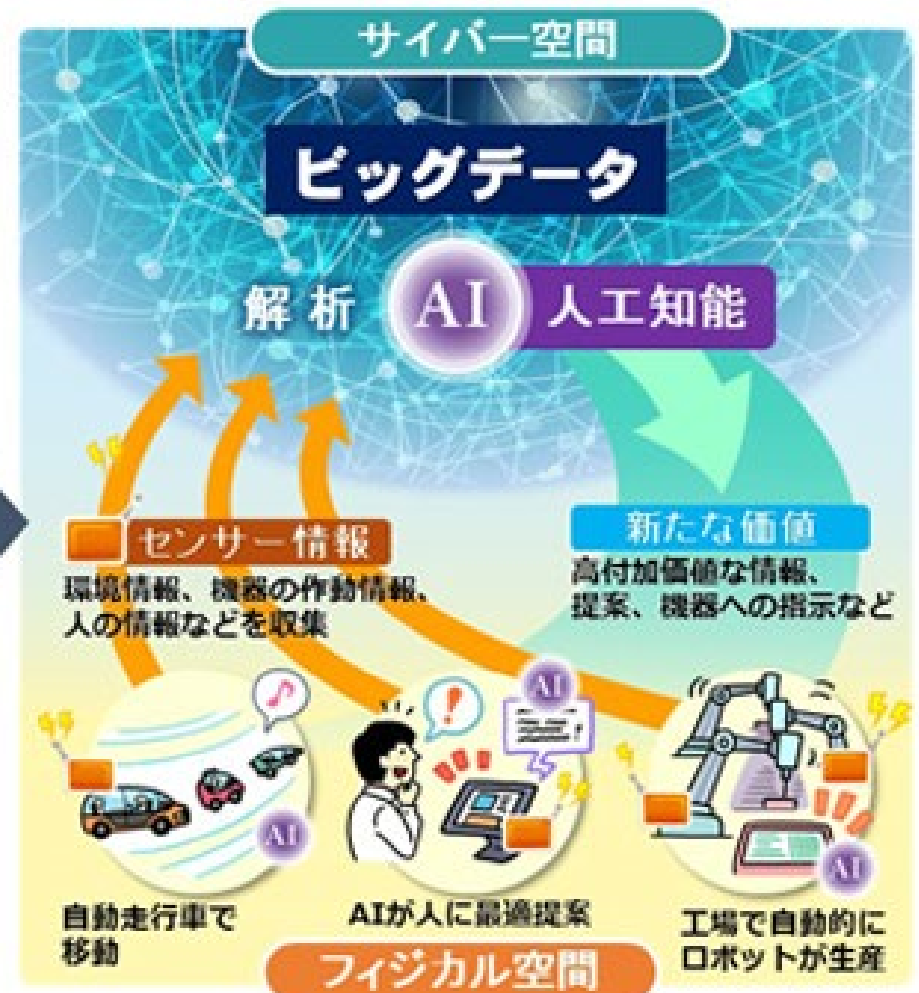 サイバー空間
ビッグデータ
解析 AI 人工知能
センサー情報
環境情報、機器の作動情報、
人の情報などを収集
新たな価値
高付加価値な情報、
提案、機器への指示など
AI
AI
AI
自動走行車で
移動
AIが人に最適提案
工場で自動的に
ロボットが生産
フィジカル空間